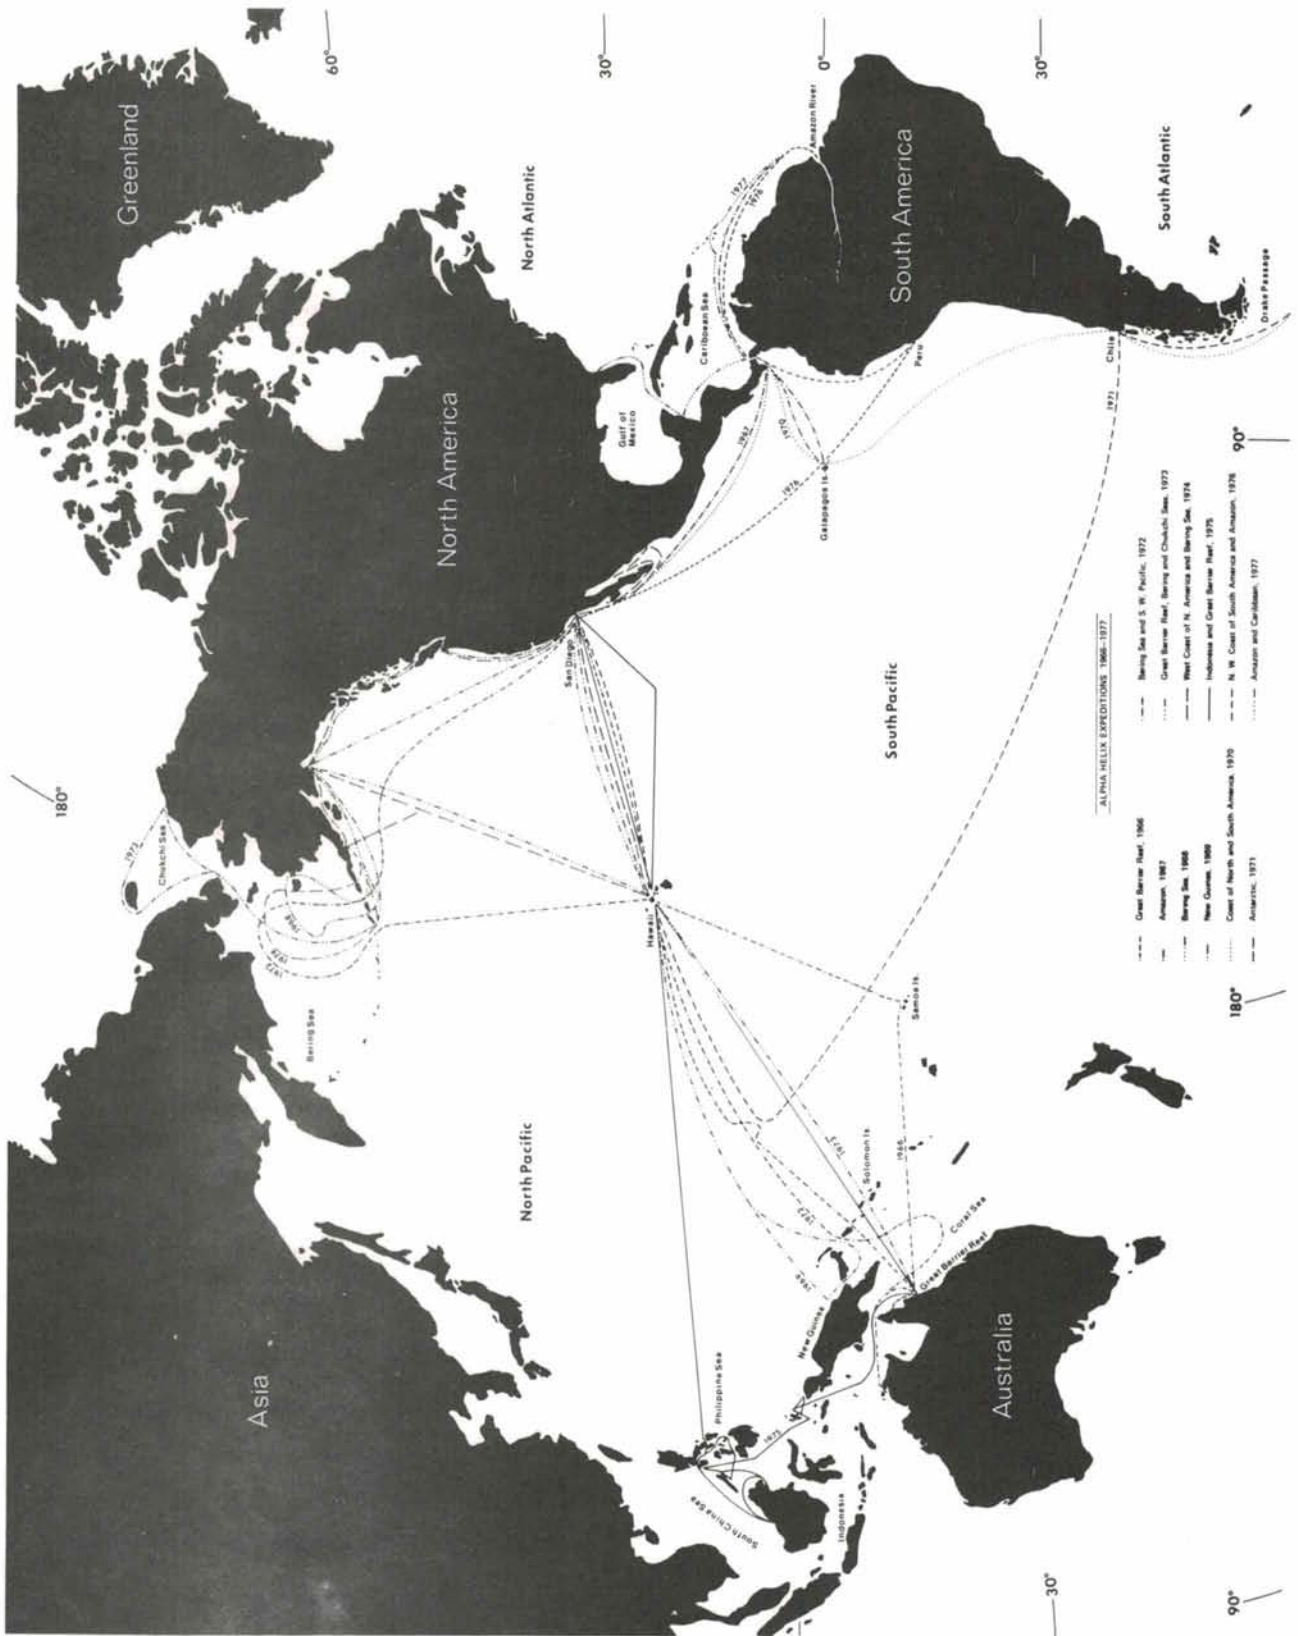 180°
60°
30°
0°
30°
Greenland
North Atlantic
North America
Asia
Chukchi Sea
1973
1968
1974
1972
Bering Sea
North Pacific
San Diego
Hawaii
Gulf of
Mexico
Caribbean Sea
1977
1976
Amazon River
South America
South Atlantic
1967
1970
1976
Galapagos Is.
Peru
Chile
1971
Drake Passage
South Pacific
Samoa Is.
1966
1973
Solomon Is.
1972
1969
New Guinea
Coral Sea
Great Barrier Reef
Philippine Sea
1975
South China Sea
Indonesia
Australia
90°
180°
30°
90°
ALPHA HELIX EXPEDITIONS 1966-1977
Great Barrier Reef, 1966
Amazon, 1967
Bering Sea, 1968
New Guinea, 1969
Coast of North and South America, 1970
Antarctic, 1971
Bering Sea and S. W. Pacific, 1972
Great Barrier Reef, Bering and Chukchi Seas, 1973
West Coast of N. America and Bering Sea, 1974
Indonesia and Great Barrier Reef, 1975
N. W. Coast of South America and Amazon, 1976
Amazon and Caribbean, 1977